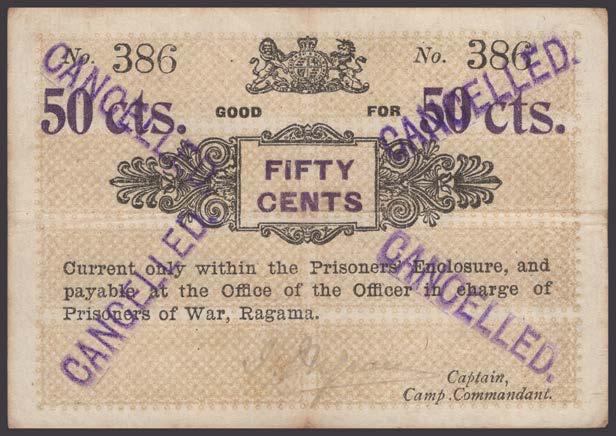 No. 386 No. 386
50 cts. GOOD FOR 50 cts.
FIFTY
CENTS
Current only within the Prisoners' Enclosure, and
payable at the Office of the Officer in charge of
Prisoners of War, Ragama.
Captain,
Camp Commandant.
CANCELLED.
CANCELLED.
CANCELLED.
CANCELLED.